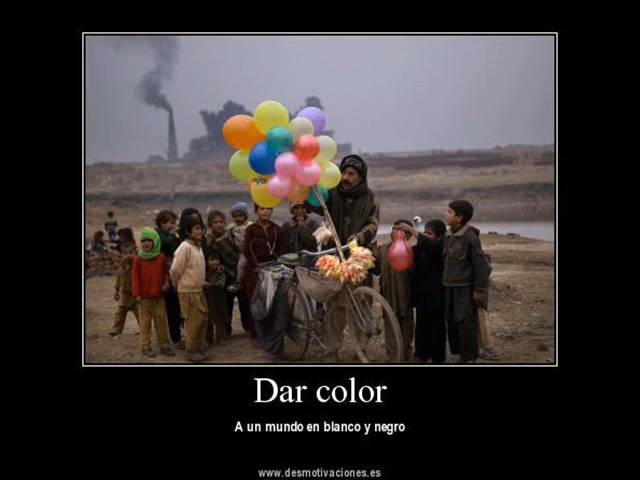 Dar color
A un mundo en blanco y negro
www.desmotivaciones.es